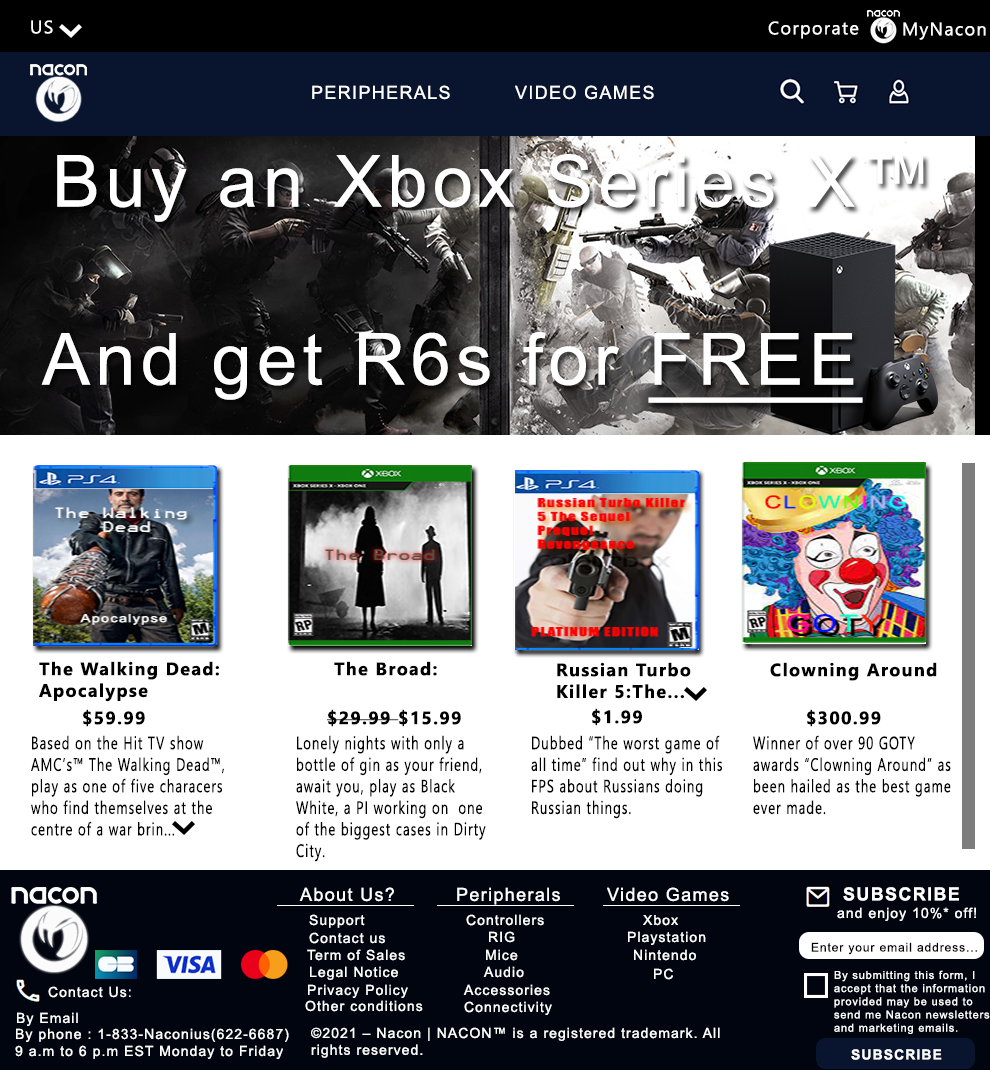 US
Corporate
nacon
MyNacon
nacon
PERIPHERALS
VIDEO GAMES
Buy an Xbox Series X™
And get R6s for FREE
PS4
The Walking
Dead
Apocalypse
M
XBOX
XBOX SERIES X - XBOX ONE
The Broad
RP
PS4
Russian Turbo Killer
5 The Sequel
Prequel
Revengeance
PLATINUM EDITION
M
XBOX
XBOX SERIES X - XBOX ONE
CLOWNING
GOTY
RP
The Walking Dead:
Apocalypse
$59.99
Based on the Hit TV show
AMC’s™ The Walking Dead™,
play as one of five characers
who find themselves at the
centre of a war brin...
The Broad:
$29.99 $15.99
Lonely nights with only a
bottle of gin as your friend,
await you, play as Black
White, a PI working on one
of the biggest cases in Dirty
City.
Russian Turbo
Killer 5:The...
$1.99
Dubbed “The worst game of
all time” find out why in this
FPS about Russians doing
Russian things.
Clowning Around
$300.99
Winner of over 90 GOTY
awards “Clowning Around” as
been hailed as the best game
ever made.
nacon
CB
VISA
Contact Us:
By Email
By phone : 1-833-Naconius(622-6687)
9 a.m to 6 p.m EST Monday to Friday
About Us?
Support
Contact us
Term of Sales
Legal Notice
Privacy Policy
Other conditions
Peripherals
Controllers
RIG
Mice
Audio
Accessories
Connectivity
Video Games
Xbox
Playstation
Nintendo
PC
©2021 – Nacon | NACON™ is a registered trademark. All
rights reserved.
SUBSCRIBE
and enjoy 10%* off!
Enter your email address...
By submitting this form, I
accept that the information
provided may be used to
send me Nacon newsletters
and marketing emails.
SUBSCRIBE